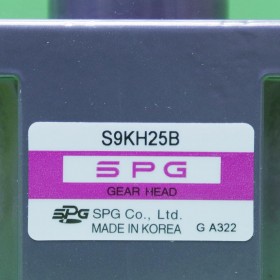 S9KH25B
SPG
GEAR HEAD
SPG SPG Co., Ltd.
MADE IN KOREA G A322